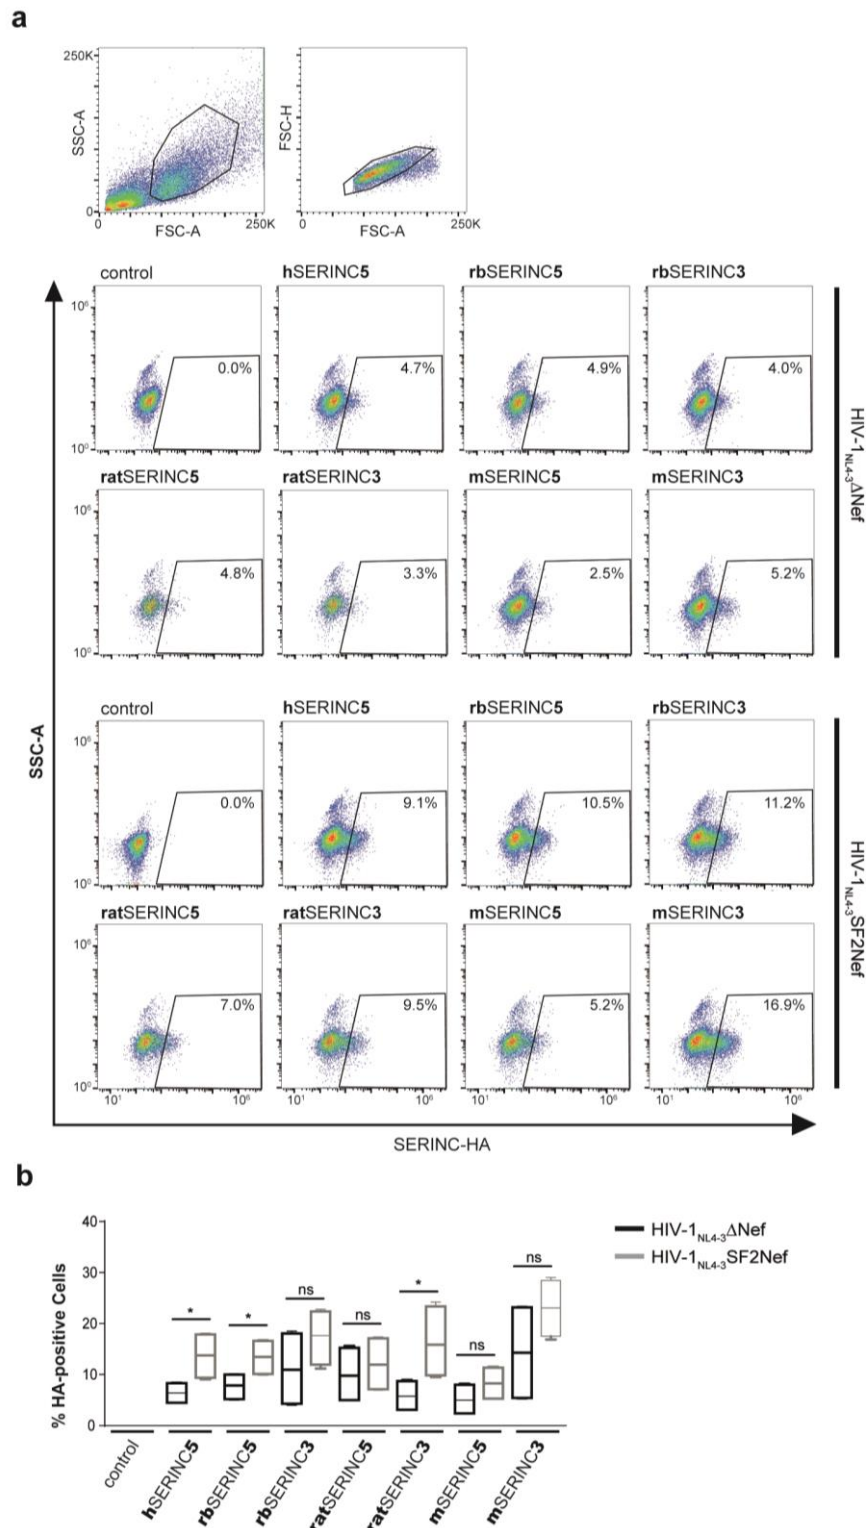 a
250K
SSC-A
0
0
FSC-A
250K
FSC-H
0
FSC-A
250K
control
hSERINC5
rbSERINC5
rbSERINC3
10⁶
0.0%
4.7%
4.9%
4.0%
10⁰
ratSERINC5
ratSERINC3
mSERINC5
mSERINC3
10⁶
4.8%
3.3%
2.5%
5.2%
10⁰
HIV-1NL4-3ΔNef
control
hSERINC5
rbSERINC5
rbSERINC3
10⁶
0.0%
9.1%
10.5%
11.2%
10⁰
ratSERINC5
ratSERINC3
mSERINC5
mSERINC3
10⁶
7.0%
9.5%
5.2%
16.9%
10⁰
10¹ 10⁶
10¹ 10⁶
10¹ 10⁶
10¹ 10⁶
HIV-1NL4-3SF2Nef
SSC-A
SERINC-HA
b
% HA-positive Cells
40
30
20
10
0
*
*
ns
ns
*
ns
ns
HIV-1NL4-3ΔNef
HIV-1NL4-3SF2Nef
control
hSERINC5
rbSERINC5
rbSERINC3
ratSERINC5
ratSERINC3
mSERINC5
mSERINC3